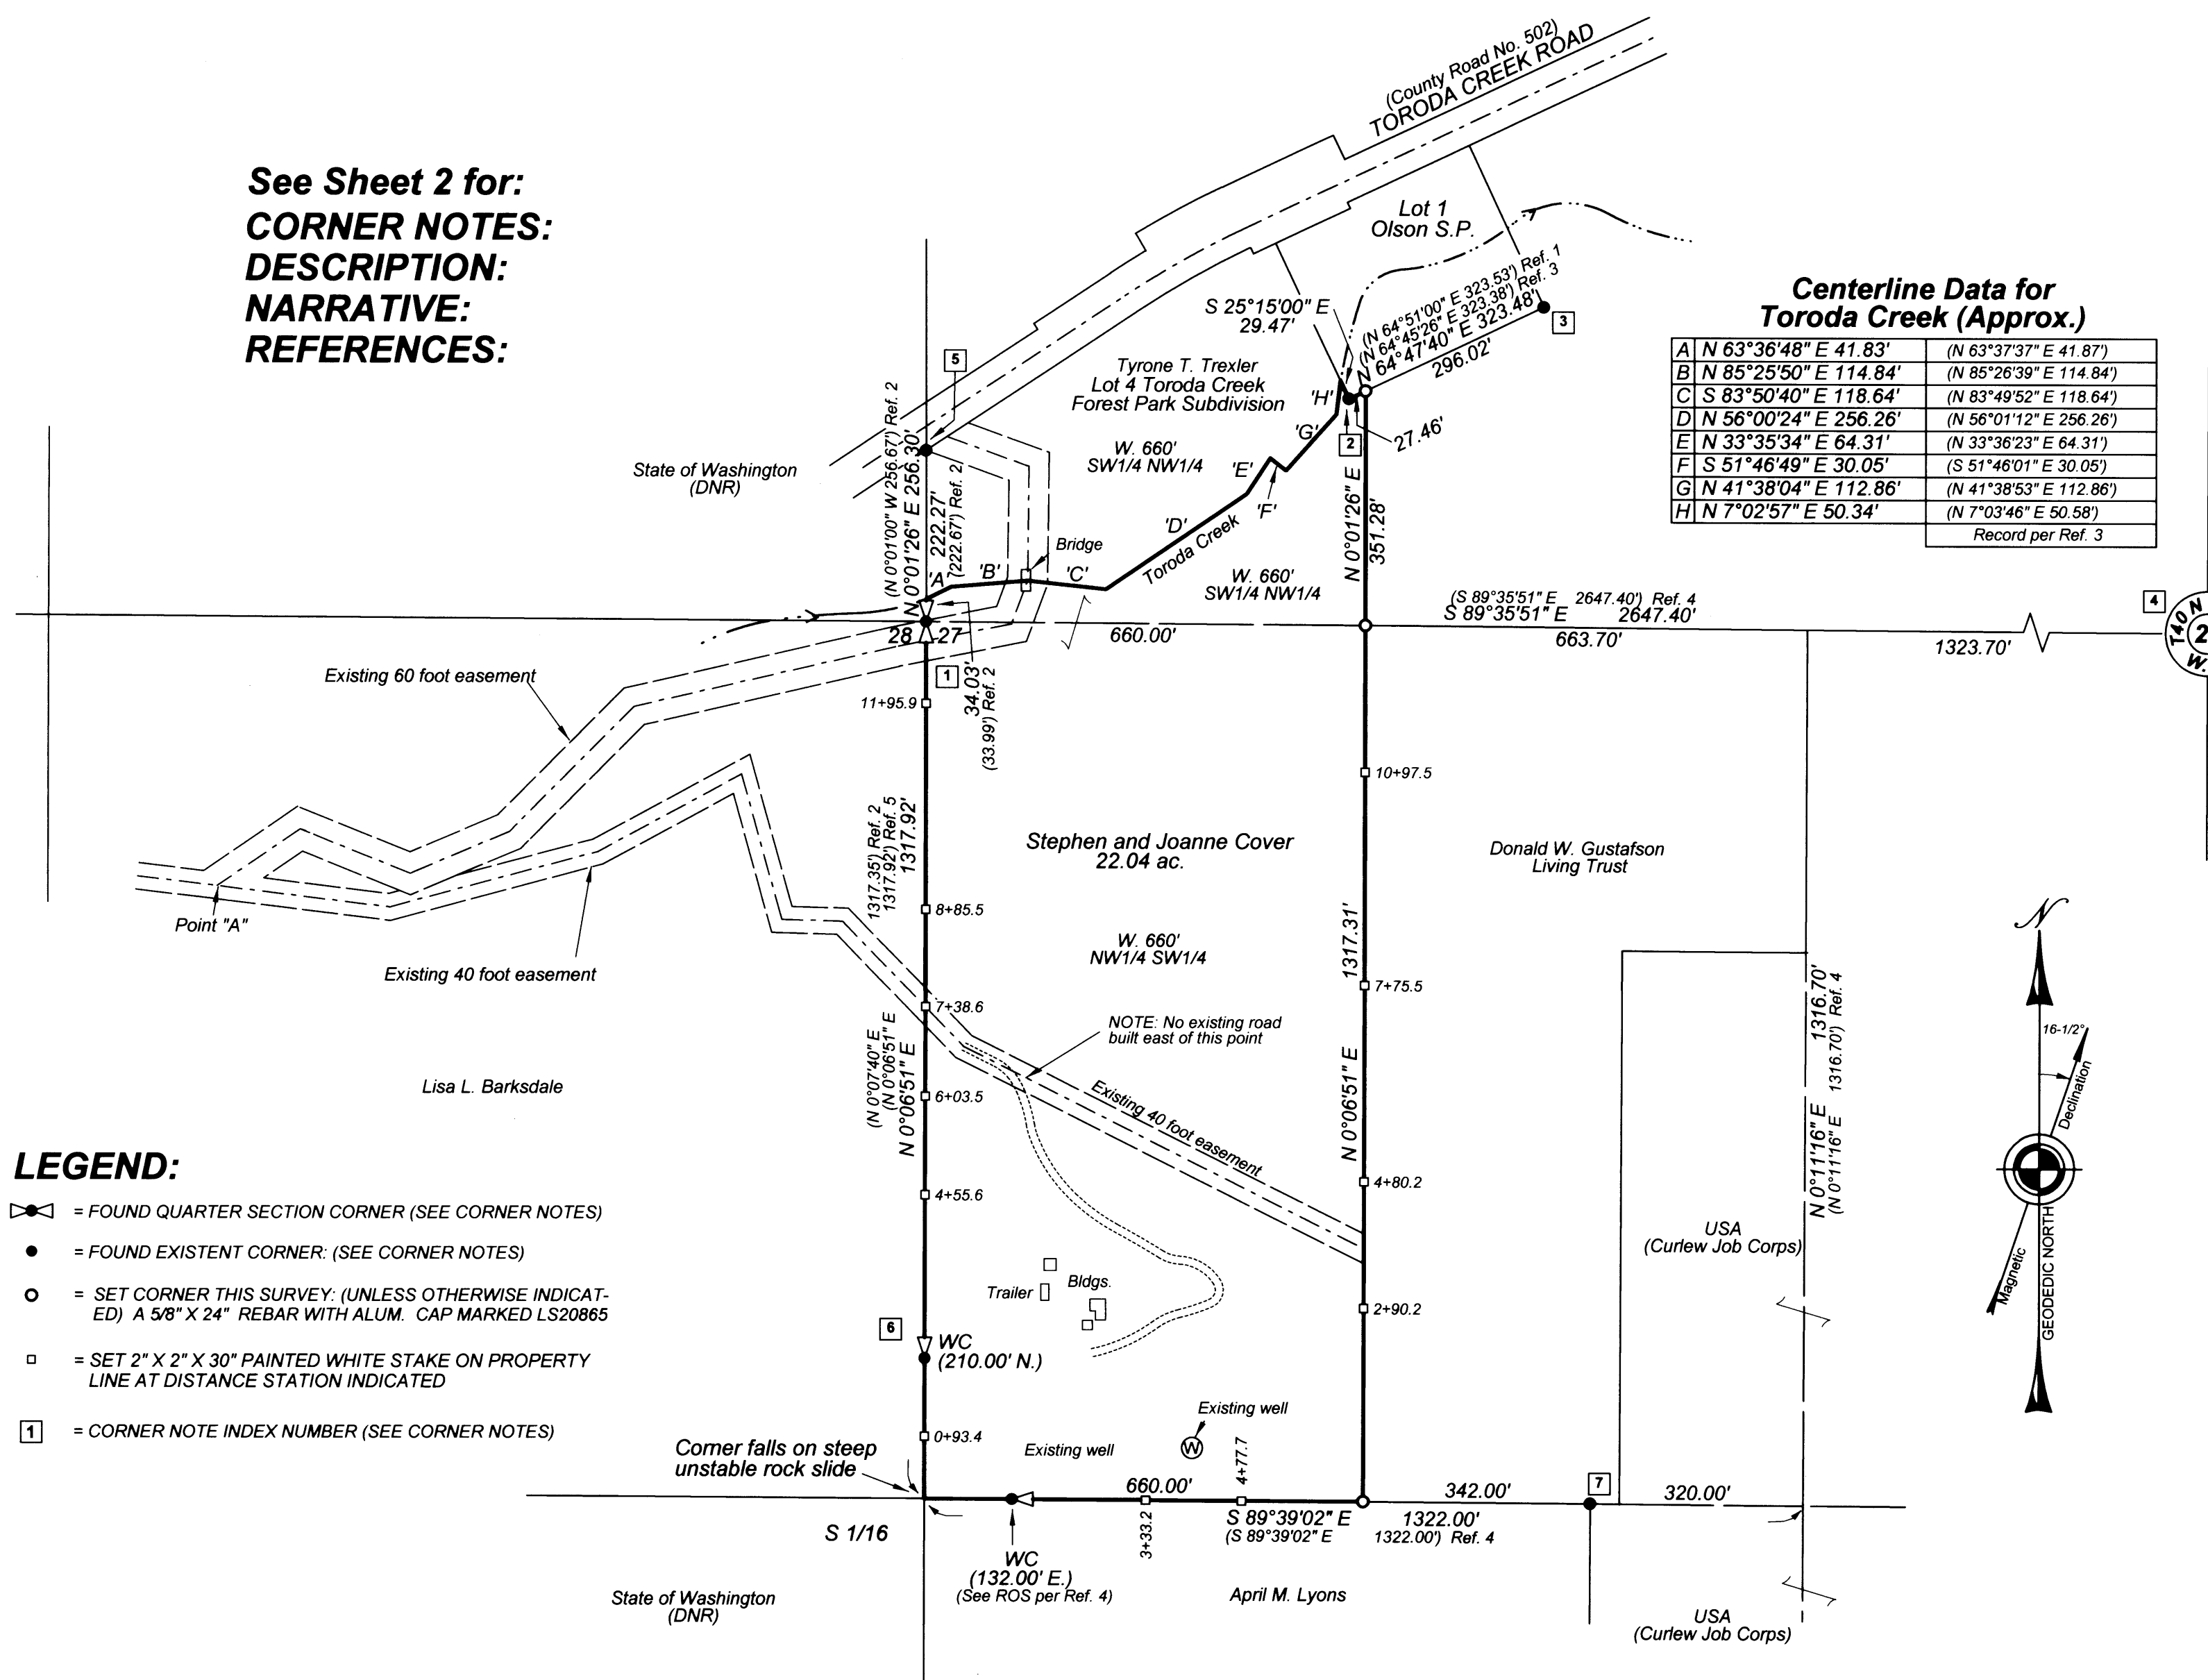 (County Road No. 502)
TORODA CREEK ROAD
See Sheet 2 for:
CORNER NOTES:
DESCRIPTION:
NARRATIVE:
REFERENCES:
Lot 1
Olson S.P.
S 25°15'00" E
29.47'
(N 64°51'00" E 323.53') Ref. 1
(N 64°45'26" E 323.38') Ref. 3
N 64°47'40" E 323.48'
296.02'
3
Centerline Data for
Toroda Creek (Approx.)
A N 63°36'48" E 41.83' (N 63°37'37" E 41.87')
B N 85°25'50" E 114.84' (N 85°26'39" E 114.84')
C S 83°50'40" E 118.64' (N 83°49'52" E 118.64')
D N 56°00'24" E 256.26' (N 56°01'12" E 256.26')
E N 33°35'34" E 64.31' (N 33°36'23" E 64.31')
F S 51°46'49" E 30.05' (S 51°46'01" E 30.05')
G N 41°38'04" E 112.86' (N 41°38'53" E 112.86')
H N 7°02'57" E 50.34' (N 7°03'46" E 50.58')
Record per Ref. 3
5
Tyrone T. Trexler
Lot 4 Toroda Creek
Forest Park Subdivision
'H'
'G'
2
27.46'
W. 660'
SW1/4 NW1/4
'E'
'F'
'D'
Toroda Creek
State of Washington
(DNR)
(N 0°01'00" W 256.67') Ref. 2
N 0°01'26" E 256.30'
222.27'
(222.67') Ref. 2
'A'
'B'
Bridge
'C'
W. 660'
SW1/4 NW1/4
N 0°01'26" E
351.28'
(S 89°35'51" E 2647.40') Ref. 4
S 89°35'51" E 2647.40'
4
T40 N
2
W.
28
27
660.00'
663.70'
1323.70'
Existing 60 foot easement
1
34.03'
(33.99') Ref. 2
11+95.9
10+97.5
1317.35') Ref. 2
1317.92') Ref. 5
1317.92'
Stephen and Joanne Cover
22.04 ac.
Donald W. Gustafson
Living Trust
Point "A"
8+85.5
Existing 40 foot easement
W. 660'
NW1/4 SW1/4
1317.31'
7+75.5
7+38.6
NOTE: No existing road
built east of this point
N
16-1/2°
Declination
Magnetic
GEODEDIC NORTH
1316.70'
1316.70') Ref. 4
N 0°11'16" E
(N 0°11'16" E
(N 0°07'40" E
(N 0°06'51" E
N 0°06'51" E
Lisa L. Barksdale
6+03.5
Existing 40 foot easement
N 0°06'51" E
4+80.2
4+55.6
LEGEND:
= FOUND QUARTER SECTION CORNER (SEE CORNER NOTES)
= FOUND EXISTENT CORNER: (SEE CORNER NOTES)
= SET CORNER THIS SURVEY: (UNLESS OTHERWISE INDICAT-
ED) A 5/8" X 24" REBAR WITH ALUM. CAP MARKED LS20865
= SET 2" X 2" X 30" PAINTED WHITE STAKE ON PROPERTY
LINE AT DISTANCE STATION INDICATED
1 = CORNER NOTE INDEX NUMBER (SEE CORNER NOTES)
USA
(Curlew Job Corps)
Trailer
Bldgs.
2+90.2
6
WC
(210.00' N.)
Existing well
W
Existing well
0+93.4
Corner falls on steep
unstable rock slide
4+77.7
660.00'
3+33.2
S 89°39'02" E 1322.00'
(S 89°39'02" E 1322.00') Ref. 4
342.00'
7
320.00'
S 1/16
WC
(132.00' E.)
(See ROS per Ref. 4)
State of Washington
(DNR)
April M. Lyons
USA
(Curlew Job Corps)